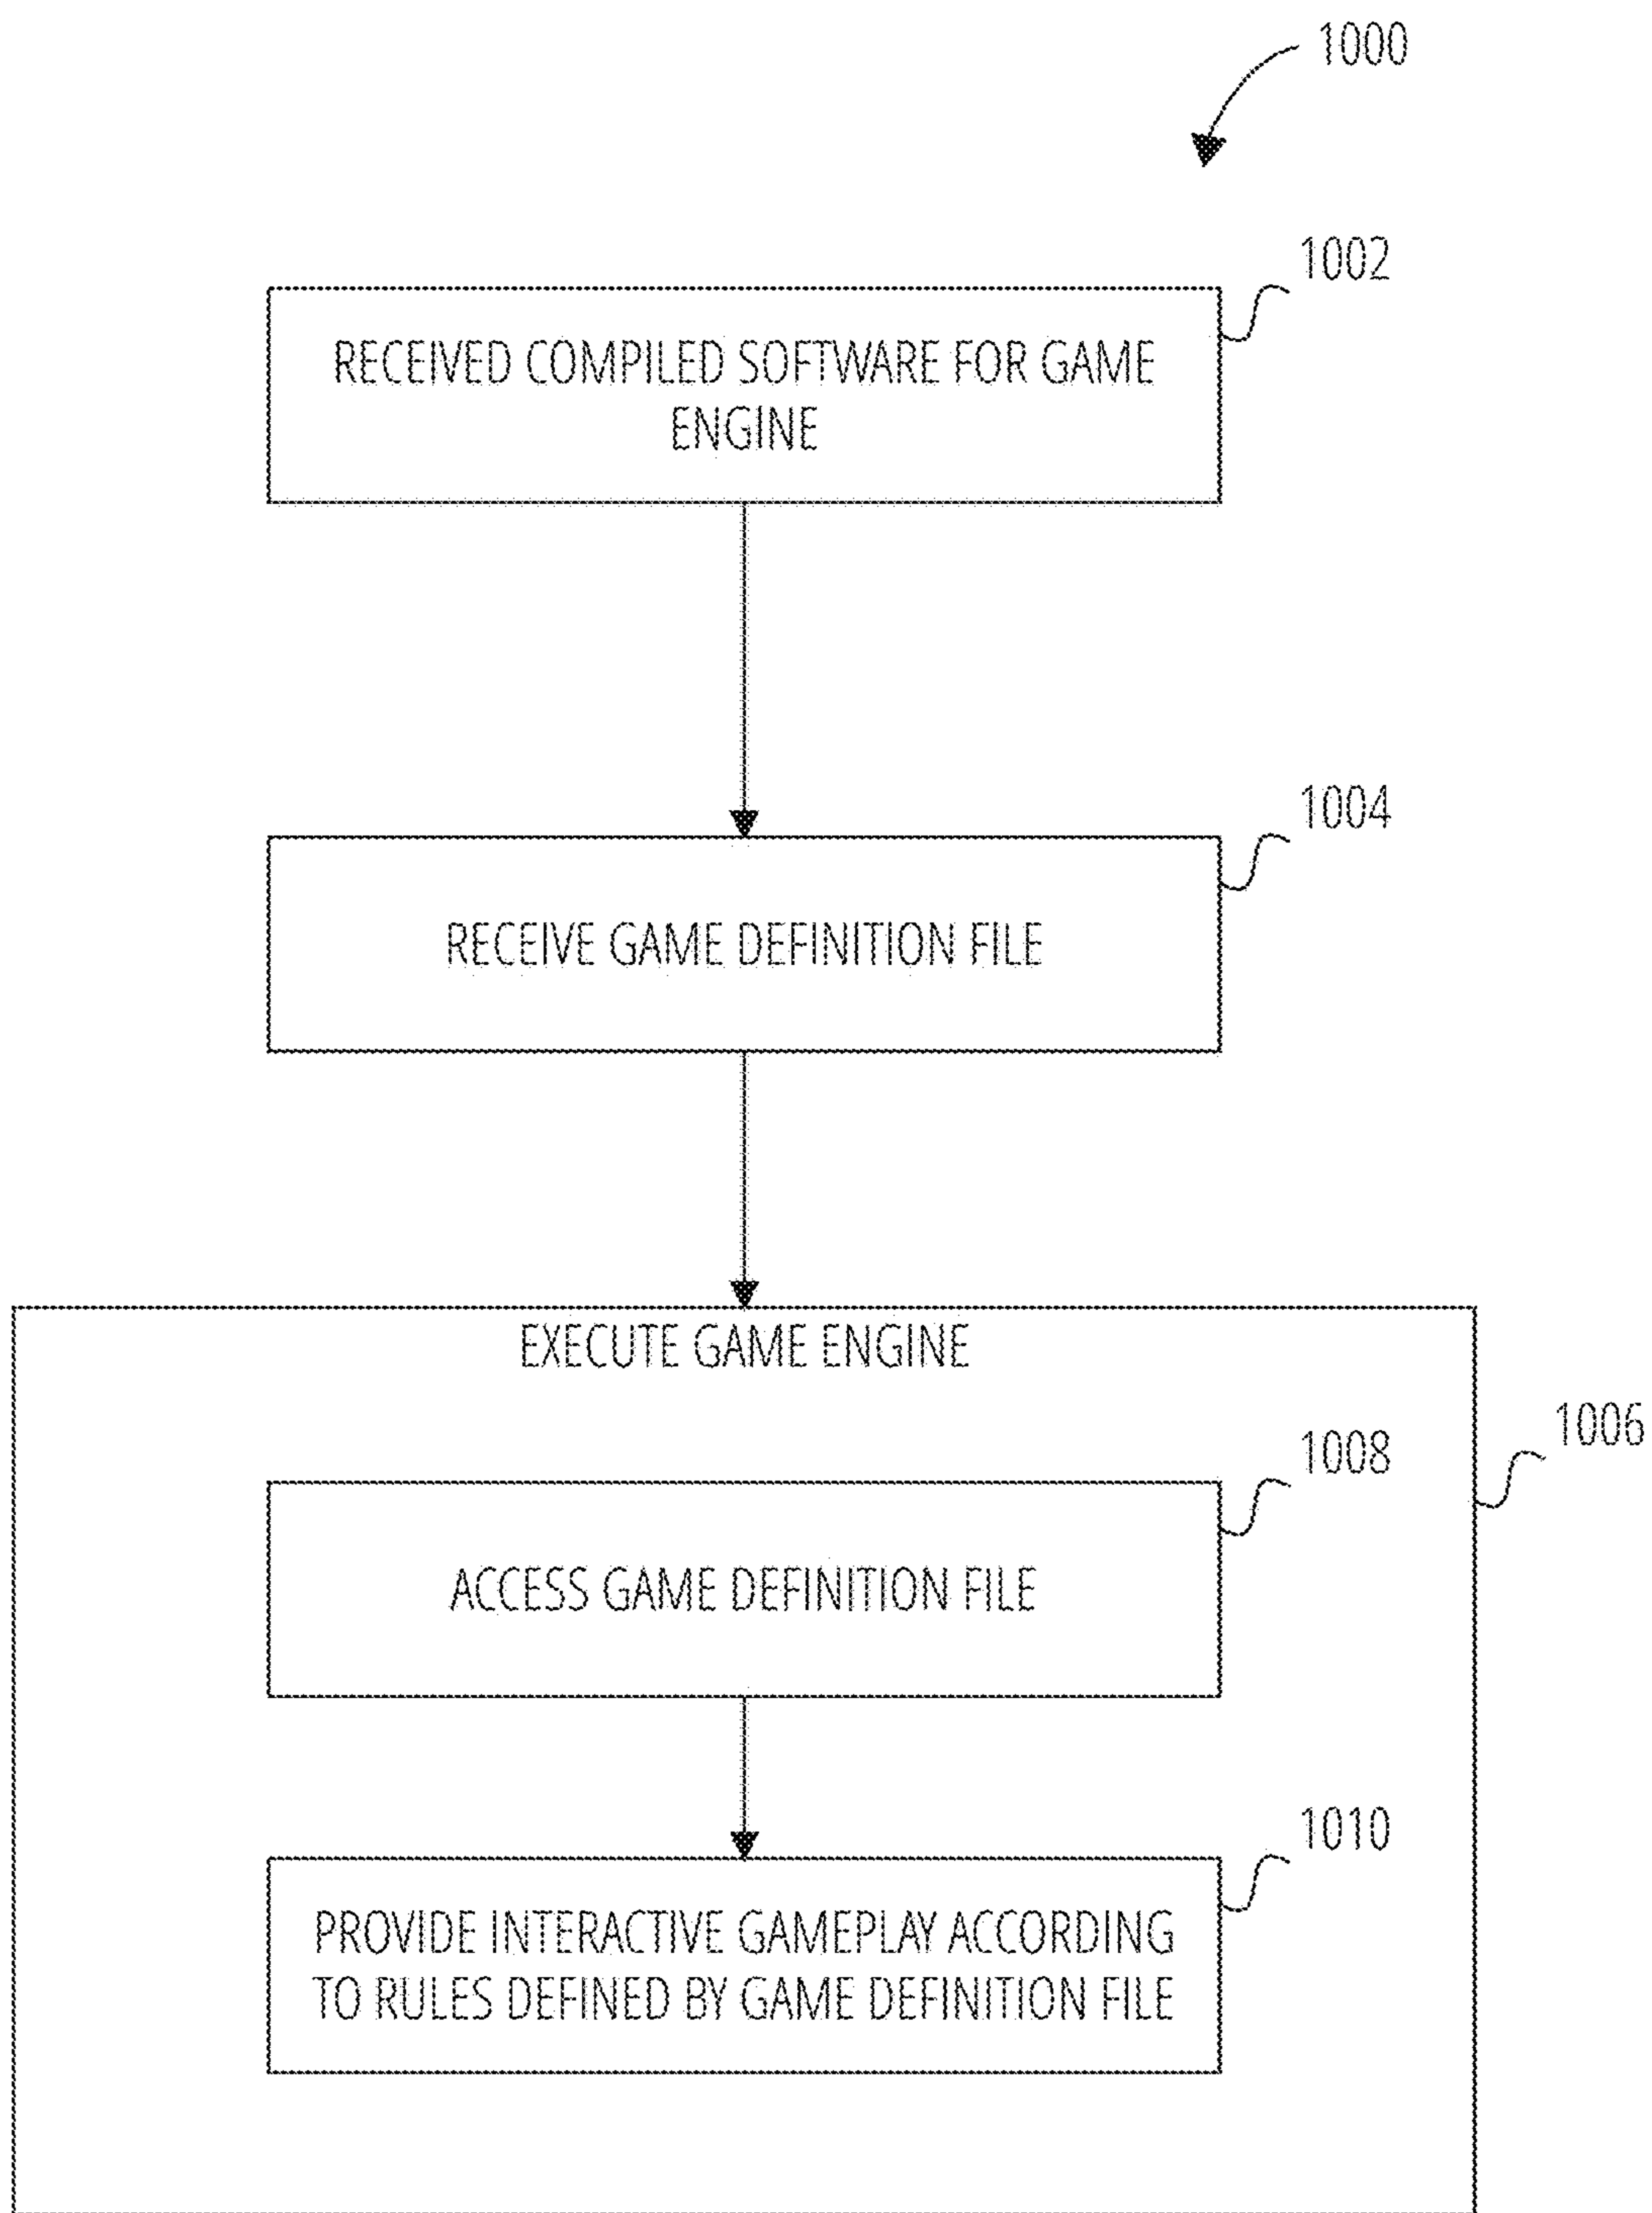 1000
1002
RECEIVED COMPILED SOFTWARE FOR GAME
ENGINE
1004
RECEIVE GAME DEFINITION FILE
EXECUTE GAME ENGINE
1006
1008
ACCESS GAME DEFINITION FILE
1010
PROVIDE INTERACTIVE GAMEPLAY ACCORDING
TO RULES DEFINED BY GAME DEFINITION FILE